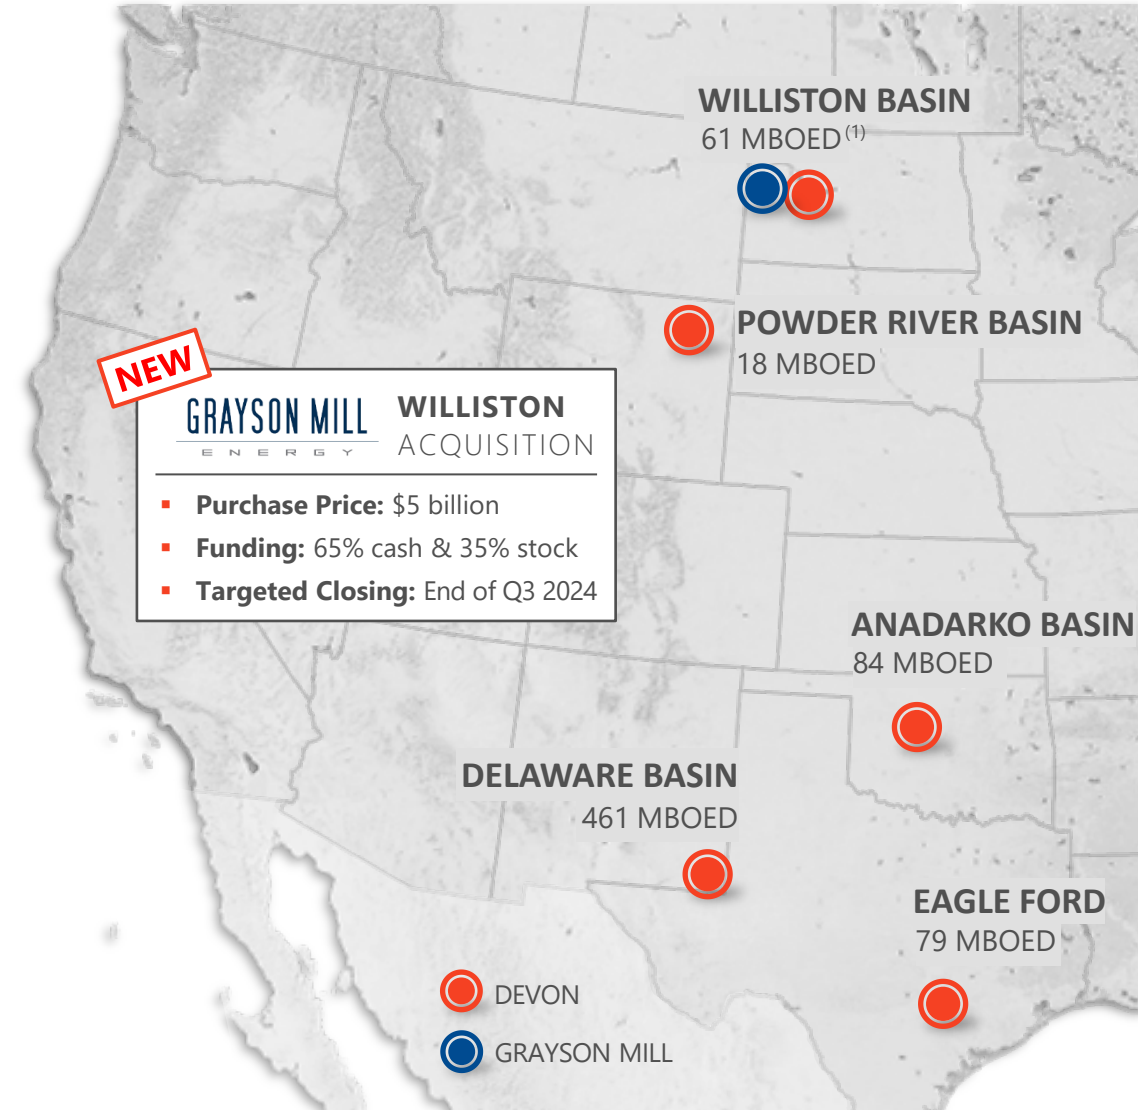 WILLISTON BASIN
61 MBOED(1)
POWDER RIVER BASIN
18 MBOED
NEW
GRAYSON MILL
ENERGY
WILLISTON
ACQUISITION
▪ Purchase Price: $5 billion
▪ Funding: 65% cash & 35% stock
▪ Targeted Closing: End of Q3 2024
ANADARKO BASIN
84 MBOED
DELAWARE BASIN
461 MBOED
EAGLE FORD
79 MBOED
DEVON
GRAYSON MILL